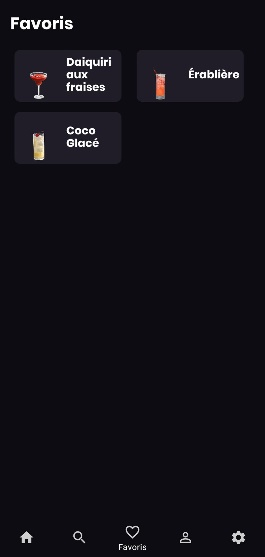 Favoris
Daiquiri
aux
fraises
Érablière
Coco
Glacé
Favoris